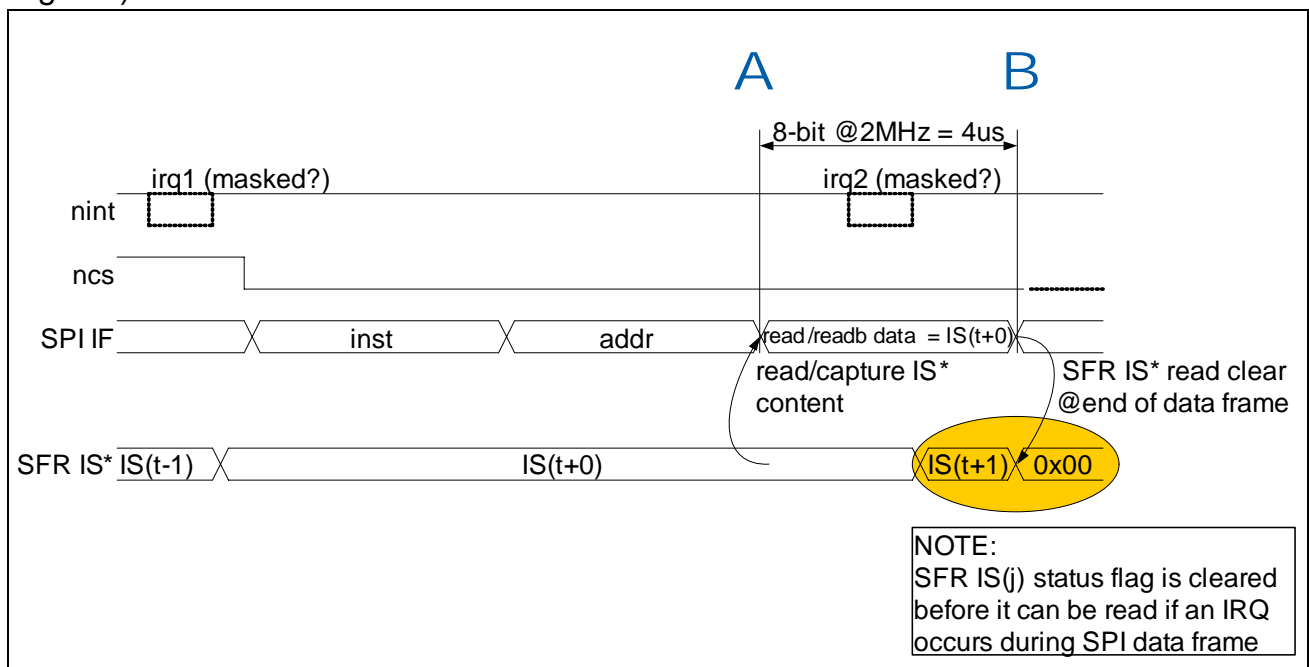 A B
8-bit @2MHz = 4us
irq1 (masked?) irq2 (masked?)
nint
ncs
SPI IF inst addr read/readb data = IS(t+0)
read/capture IS*
content
SFR IS* read clear
@end of data frame
SFR IS* IS(t-1) IS(t+0) IS(t+1) 0x00
NOTE:
SFR IS(j) status flag is cleared
before it can be read if an IRQ
occurs during SPI data frame